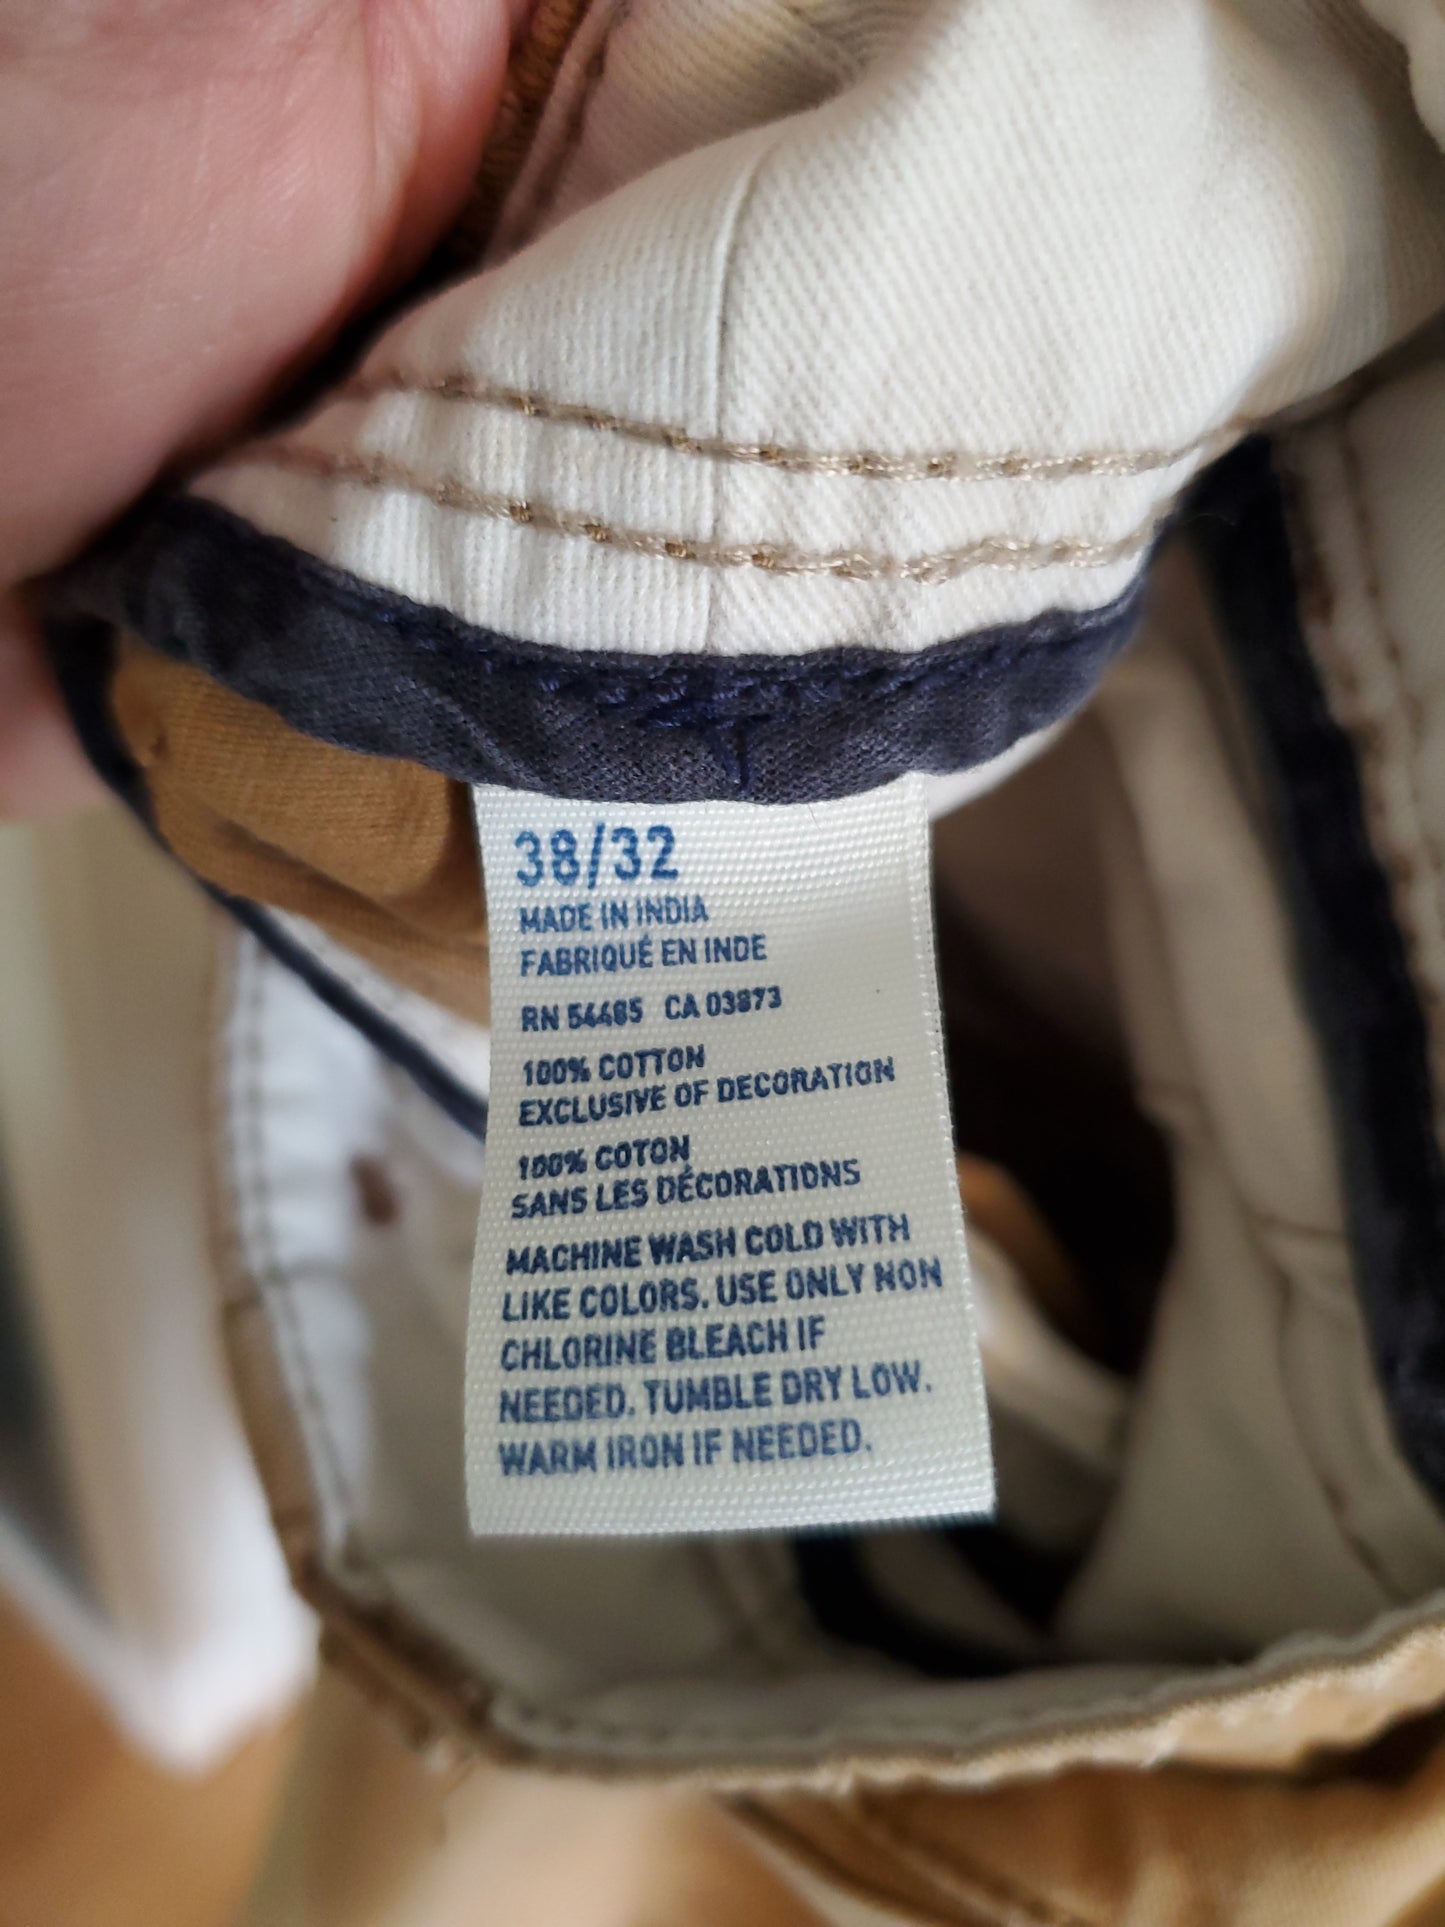 38/32
MADE IN INDIA
FABRIQUÉ EN INDE
RN 54485 CA 03873
100% COTTON
EXCLUSIVE OF DECORATION
100% COTON
SANS LES DÉCORATIONS
MACHINE WASH COLD WITH
LIKE COLORS. USE ONLY NON
CHLORINE BLEACH IF
NEEDED. TUMBLE DRY LOW.
WARM IRON IF NEEDED.